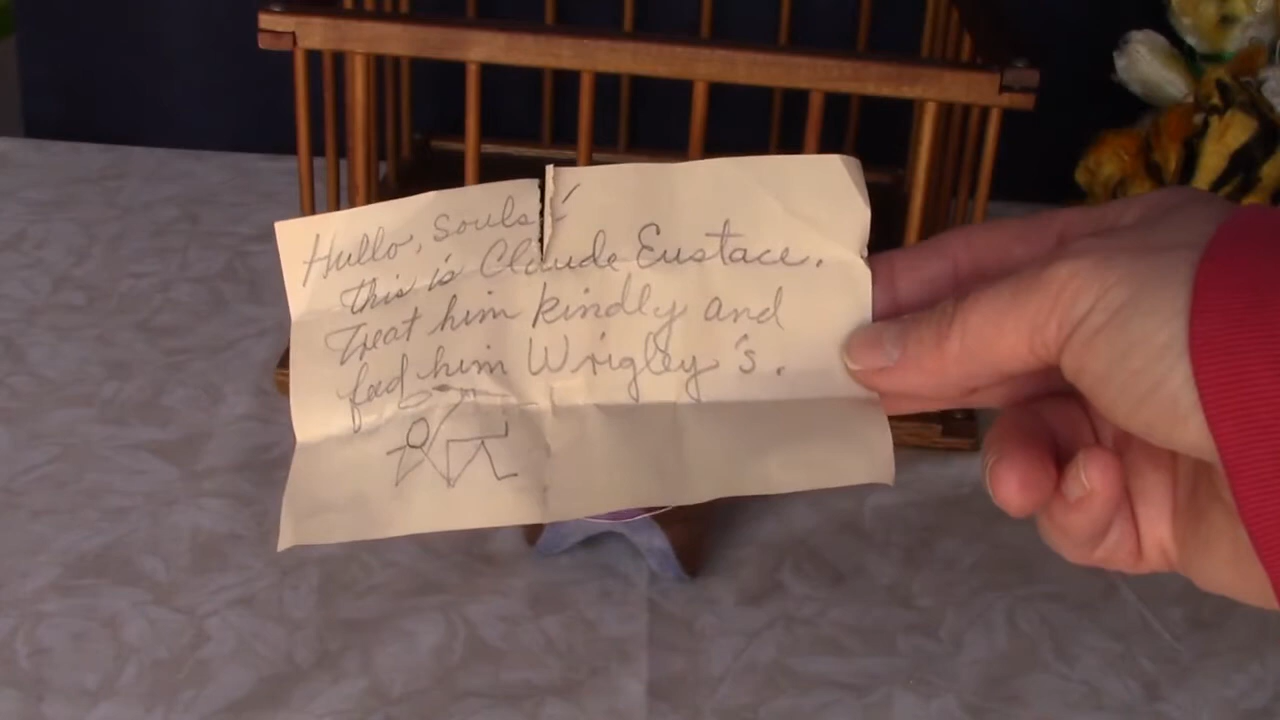 Hullo, souls!
this is Claude Eustace.
Treat him kindly and
feed him Wrigley's.